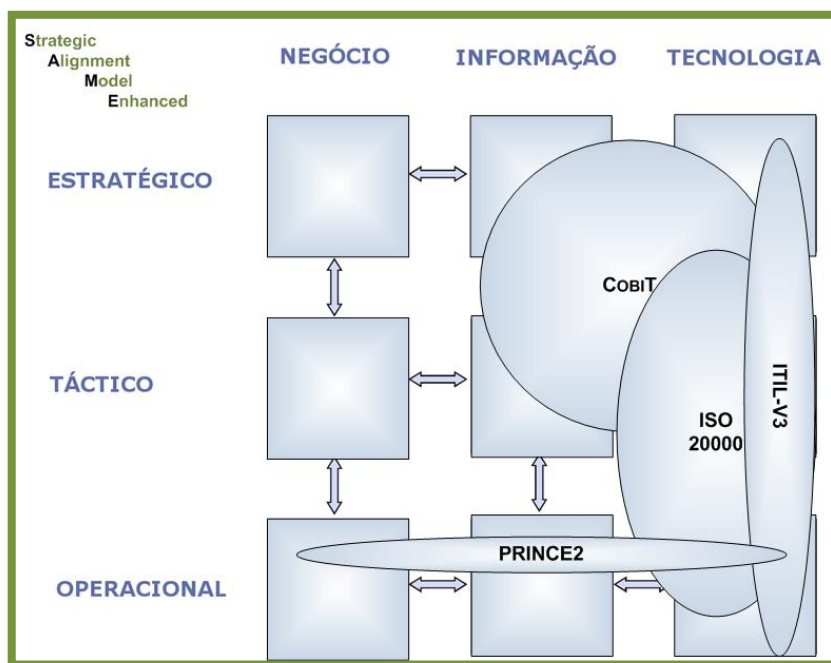 Strategic
Alignment
Model
Enhanced
NEGÓCIO INFORMAÇÃO TECNOLOGIA
ESTRATÉGICO
COBIT
TÁCTICO
ITIL-V3
ISO
20000
PRINCE2
OPERACIONAL